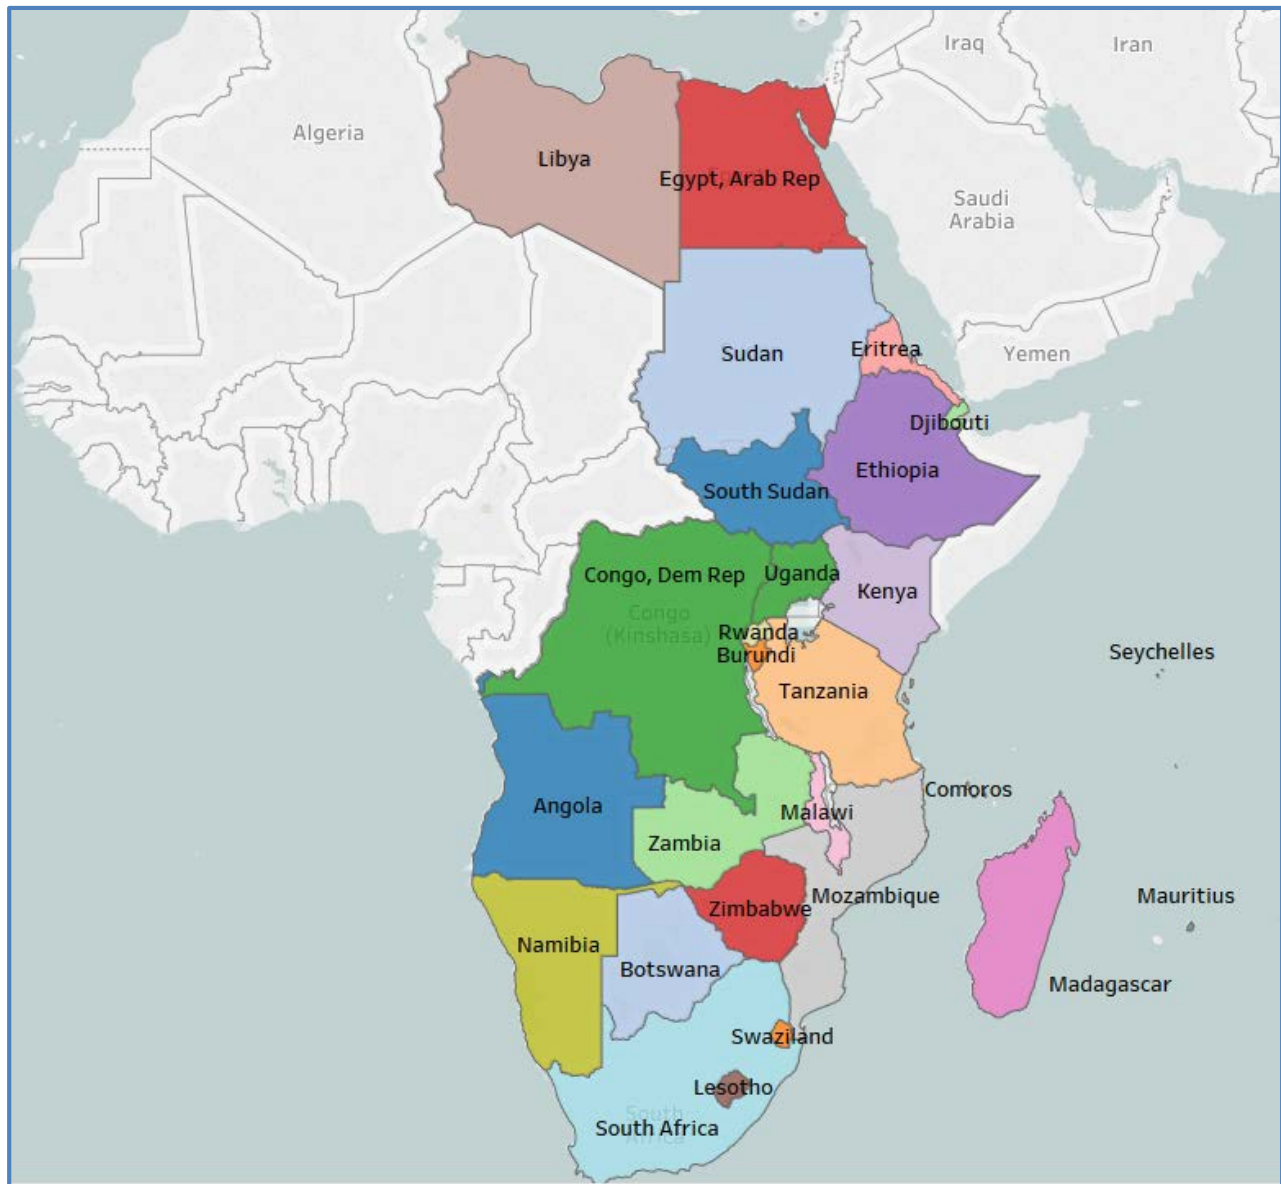 Iraq
Iran
Algeria
Libya
Egypt, Arab Rep
Saudi
Arabia
Sudan
Eritrea
Yemen
Djibouti
Ethiopia
South Sudan
Congo, Dem Rep
Uganda
Kenya
Congo
(Kinshasa)
Rwanda
Burundi
Seychelles
Tanzania
Comoros
Angola
Malawi
Zambia
Mozambique
Mauritius
Zimbabwe
Namibia
Botswana
Madagascar
Swaziland
Lesotho
South
Africa
South Africa